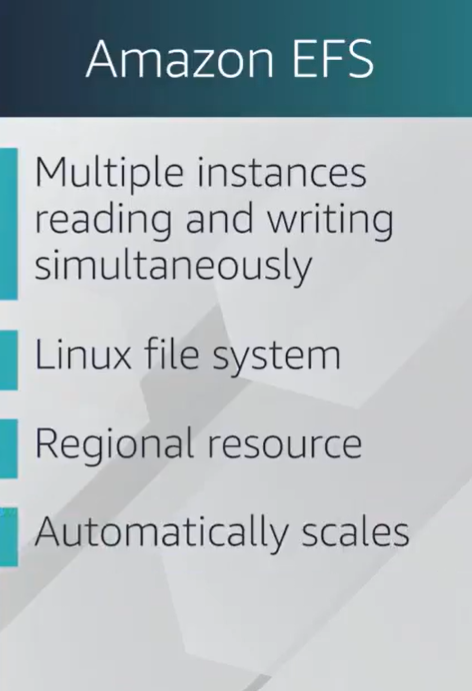 Amazon EFS
Multiple instances
reading and writing
simultaneously
Linux file system
Regional resource
Automatically scales